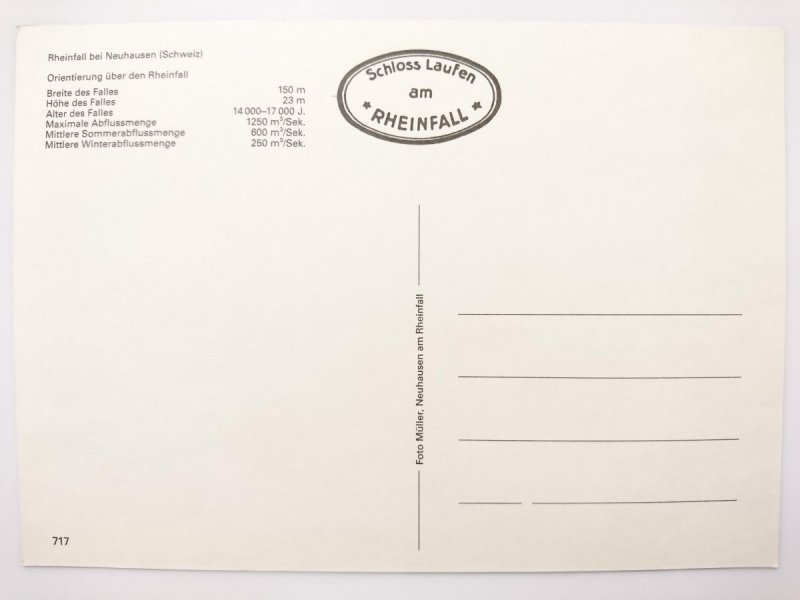 Rheinfall bei Neuhausen (Schweiz)
Orientierung über den Rheinfall
Breite des Falles 150 m
Höhe des Falles 23 m
Alter des Falles 14 000–17 000 J.
Maximale Abflussmenge 1250 m³/Sek.
Mittlere Sommerabflussmenge 600 m³/Sek.
Mittlere Winterabflussmenge 250 m³/Sek.
Schloss Laufen
am
★ RHEINFALL ★
Foto Müller, Neuhausen am Rheinfall
717